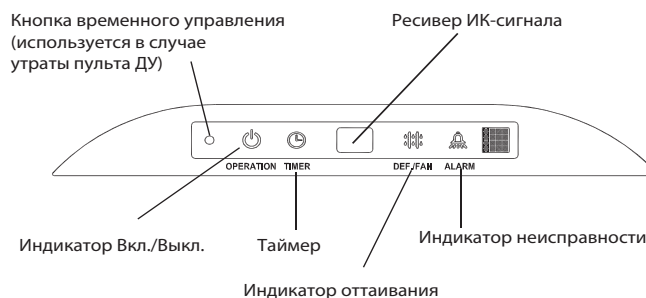 Кнопка временного управления
(используется в случае
утраты пульта ДУ)
Ресивер ИК-сигнала
OPERATION TIMER DEF./FAH ALARM
Индикатор Вкл./Выкл.
Таймер
Индикатор неисправности
Индикатор оттаивания